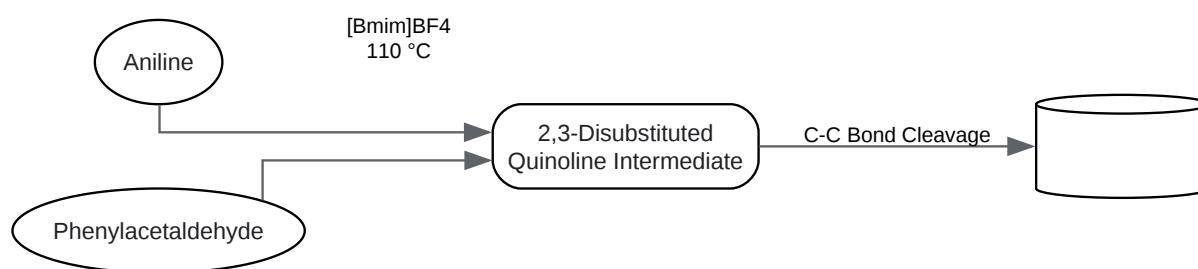 [Bmim]BF4
110 °C
Aniline
2,3-Disubstituted
Quinoline Intermediate
C-C Bond Cleavage
Phenylacetaldehyde